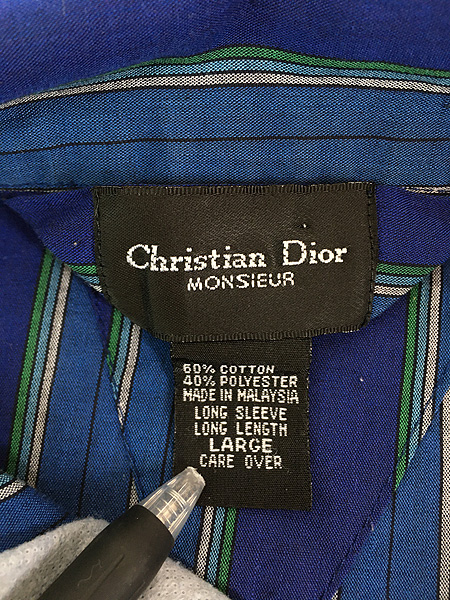 Christian Dior
MONSIEUR
60% COTTON
40% POLYESTER
MADE IN MALAYSIA
LONG SLEEVE
LONG LENGTH
LARGE
CARE OVER